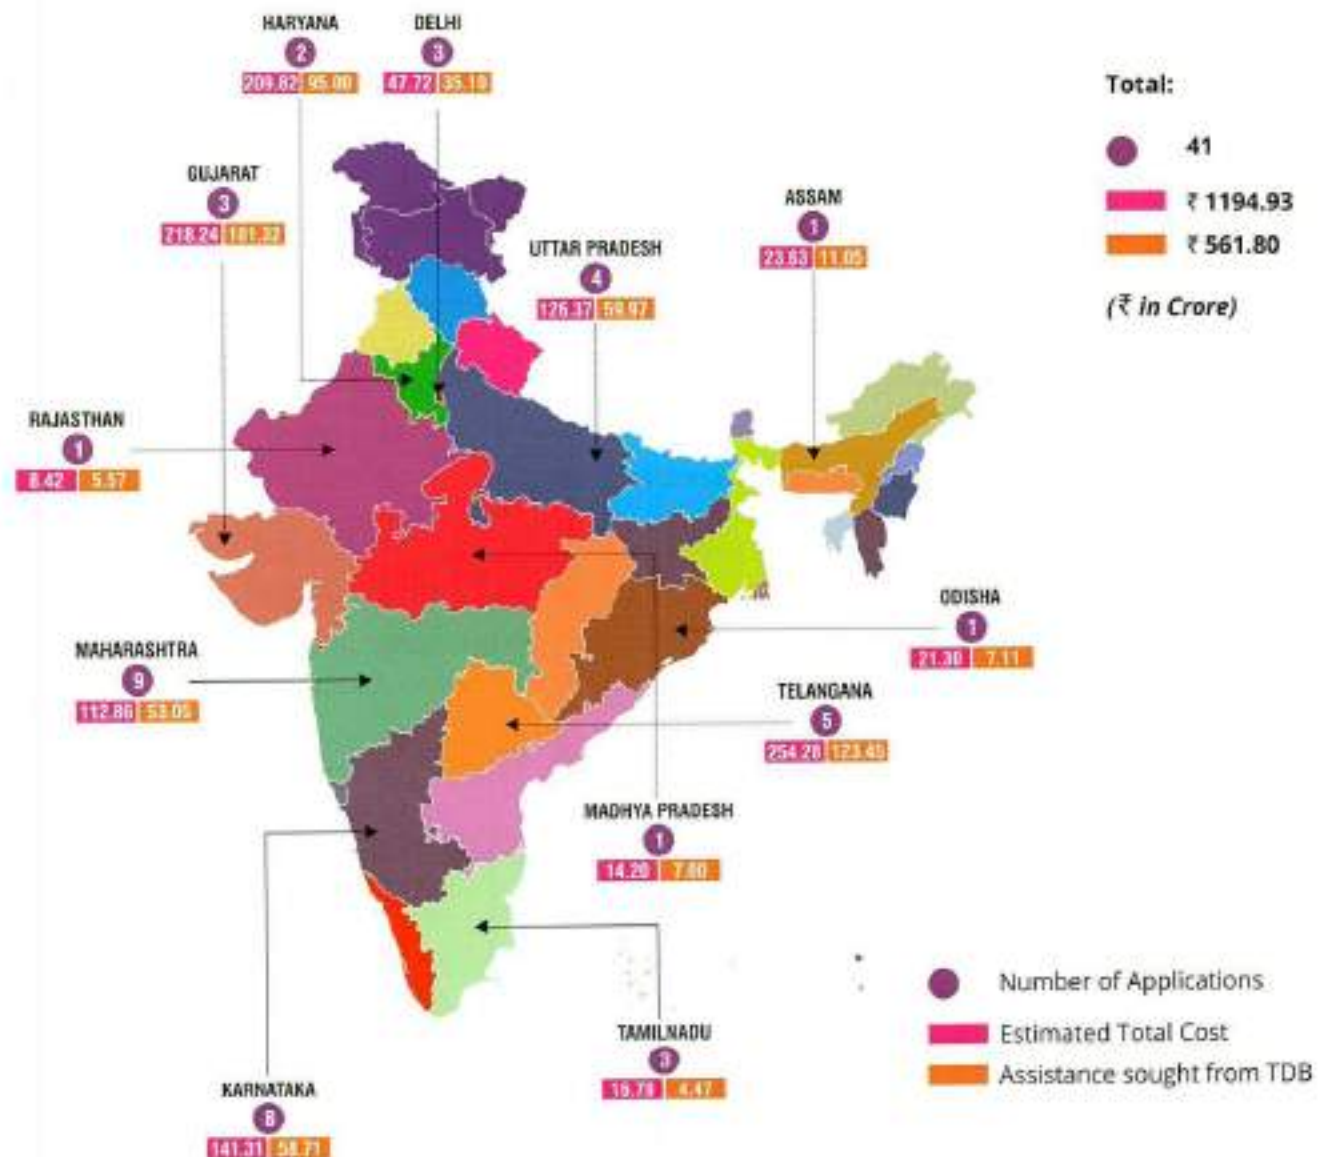 HARYANA
2
209.82 95.00
DELHI
3
47.72 35.10
Total:
41
₹ 1194.93
₹ 561.80
(₹ in Crore)
GUJARAT
3
218.24 101.32
ASSAM
1
23.63 11.05
UTTAR PRADESH
4
126.37 59.97
RAJASTHAN
1
8.42 5.57
ODISHA
1
21.30 7.11
MAHARASHTRA
9
112.86 53.05
TELANGANA
5
254.28 123.45
MADHYA PRADESH
1
14.20
TAMILNADU
3
16.78 4.47
KARNATAKA
8
141.31 58.71
Number of Applications
Estimated Total Cost
Assistance sought from TDB